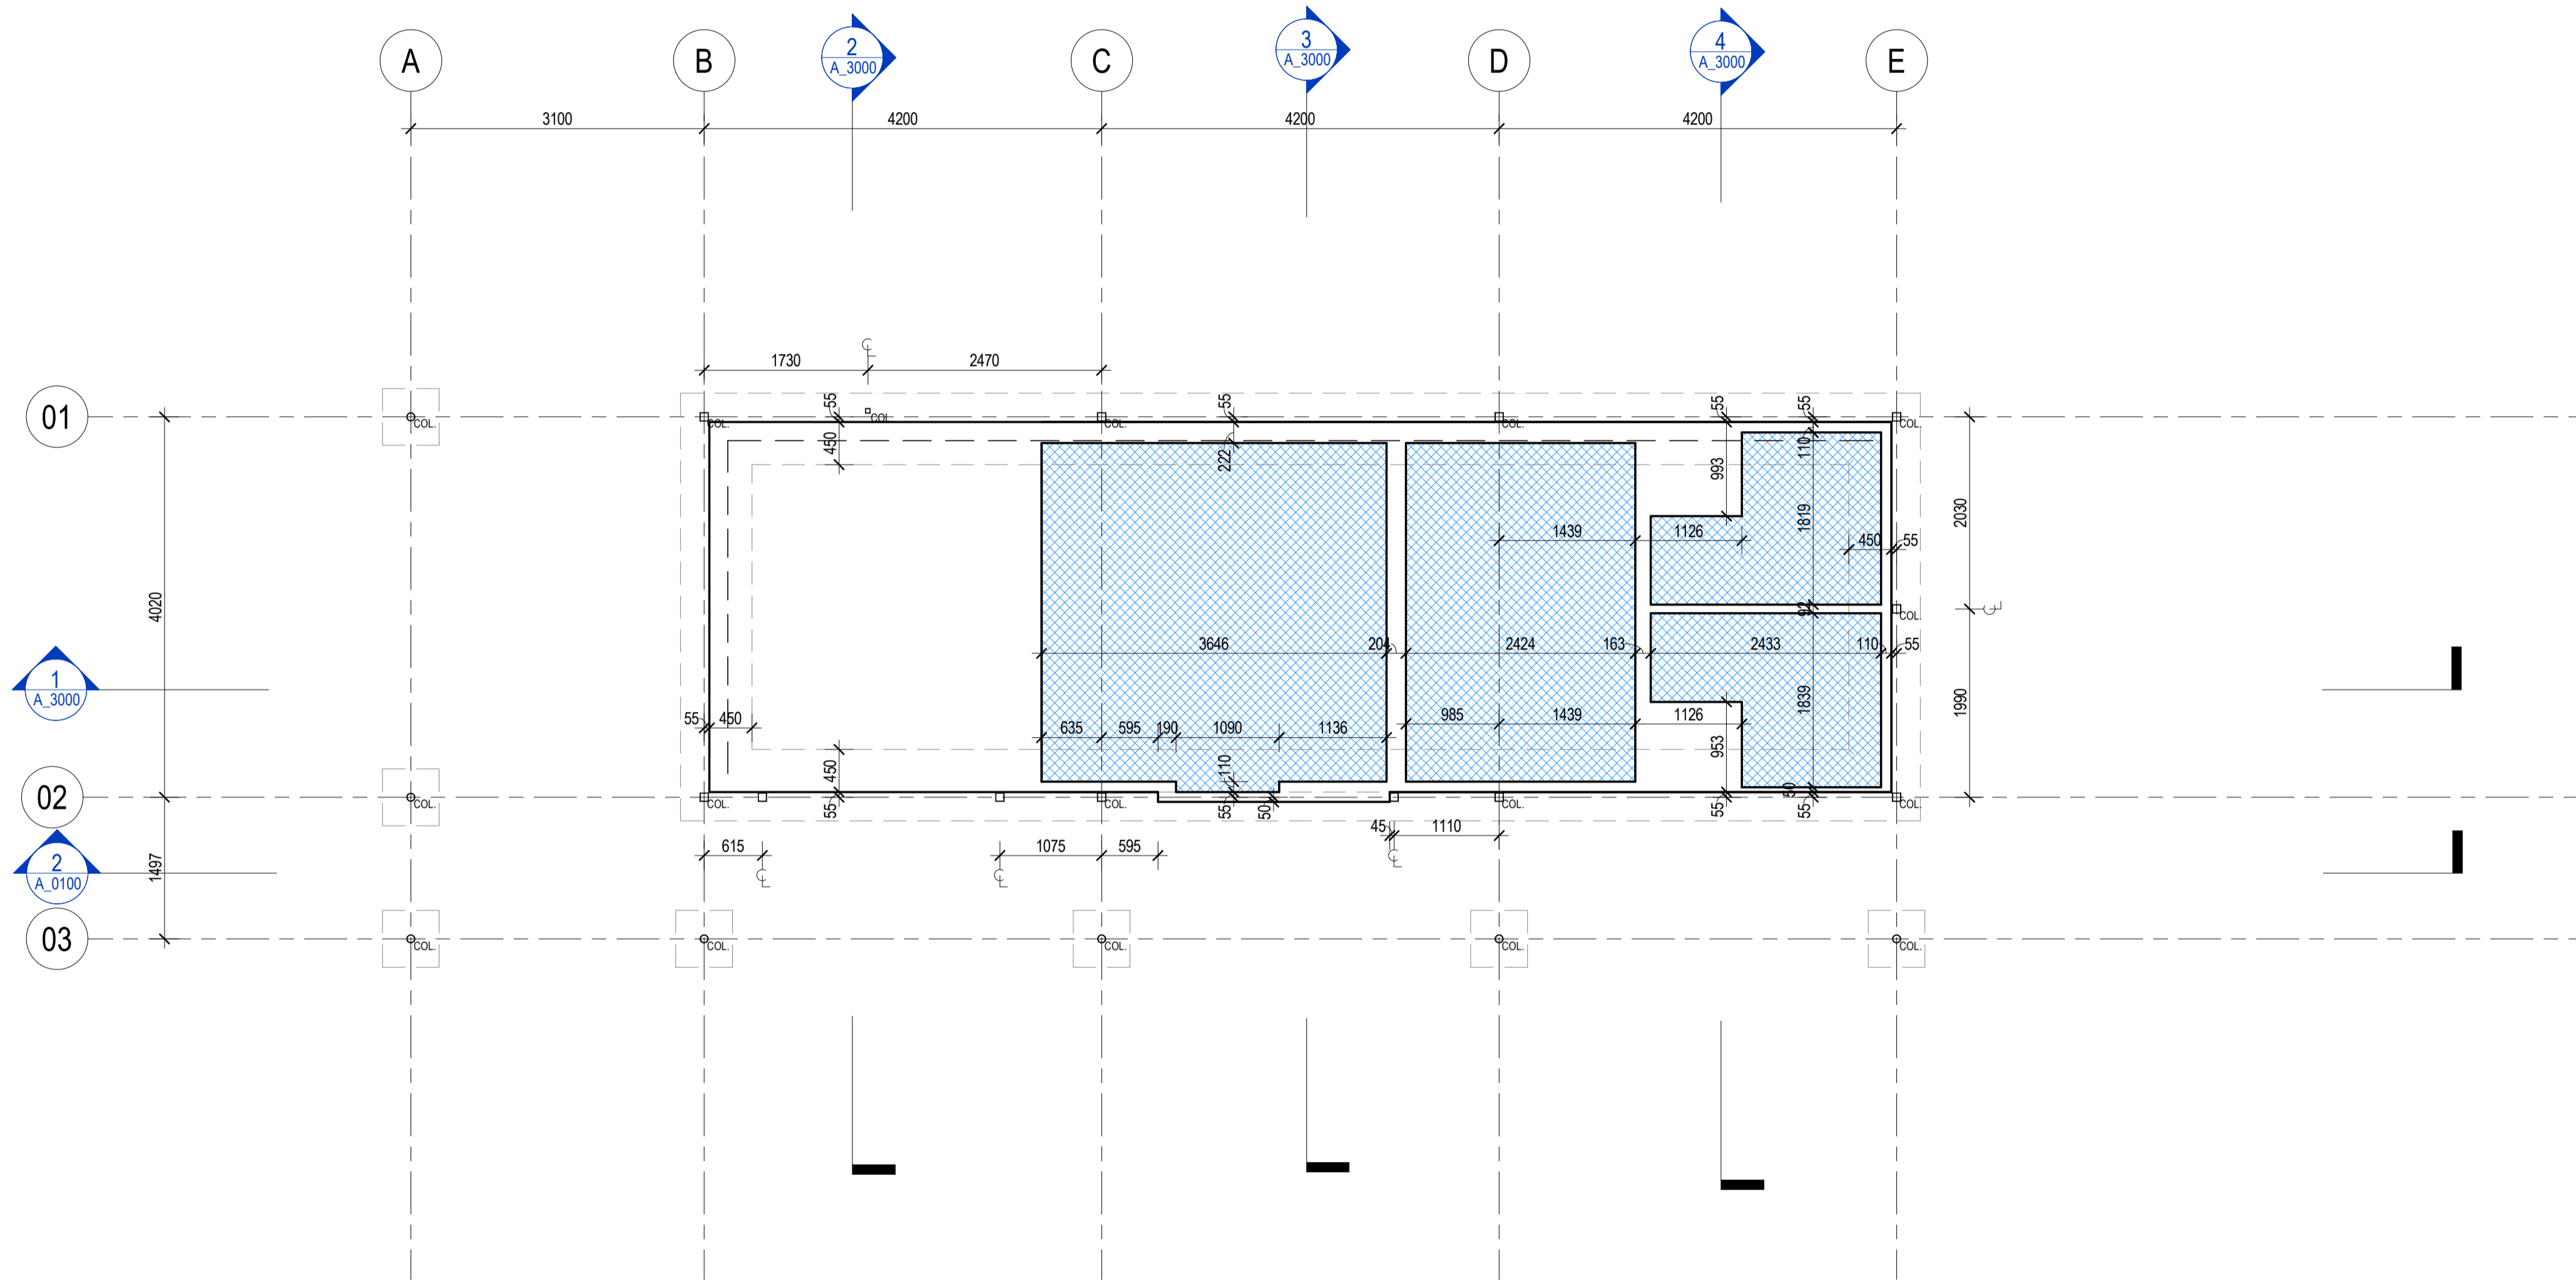 A
B
2
A_3000
C
3
A_3000
D
4
A_3000
E
3100
4200
4200
4200
1730
2470
01
COL.
COL.
COL.
COL.
COL.
COL.
55
450
55
222
55
993
55
110
1819
2030
4020
1439
1126
450
55
92
COL.
3646
204
2424
163
2433
110
55
1
A_3000
55
450
635
595
190
1090
1136
985
1439
1126
1839
1990
450
110
953
50
02
COL.
COL.
COL.
COL.
COL.
55
55
50
55
55
45
1110
615
1075
595
2
A_0100
1497
03
COL.
COL.
COL.
COL.
COL.